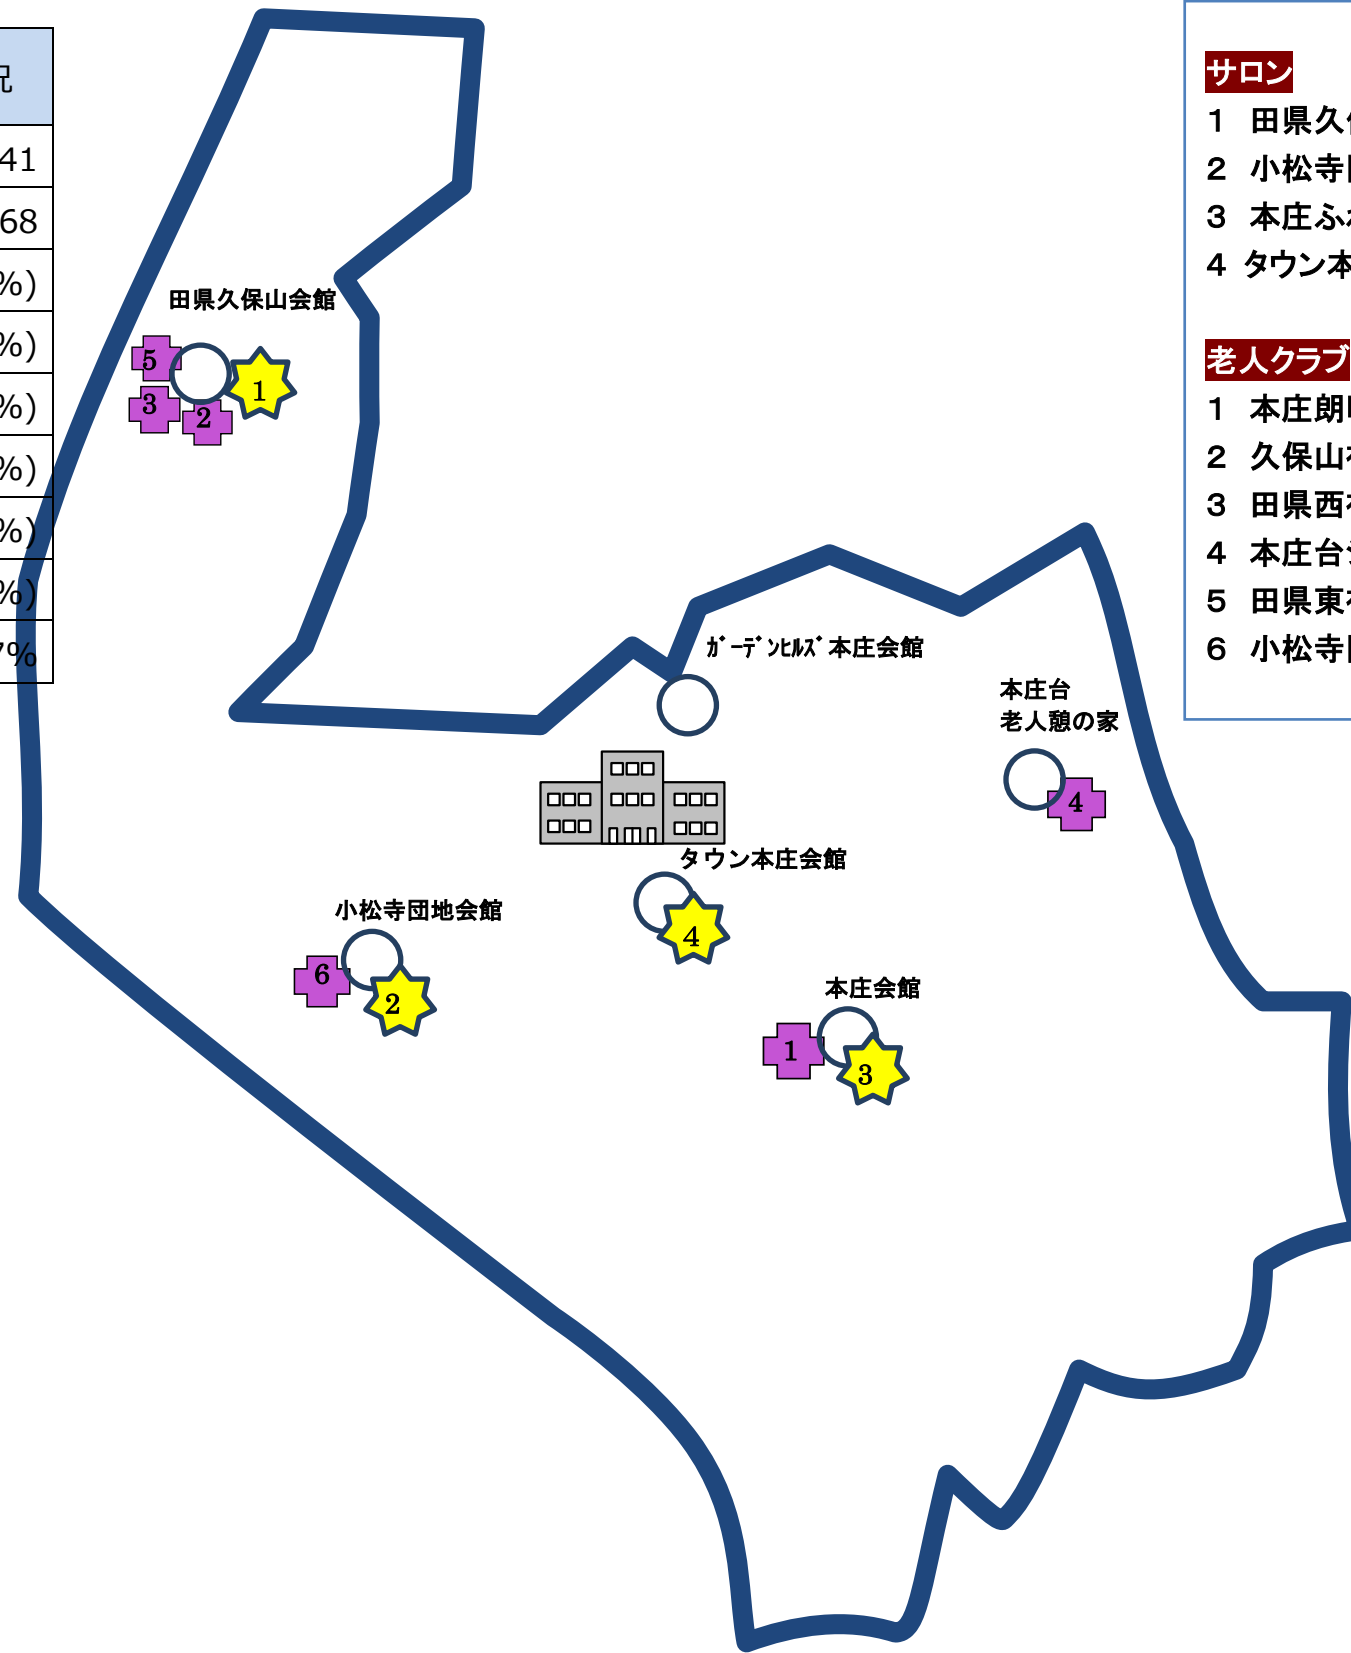 況
41
68
%)
%)
%)
%)
%)
%)
7%
田県久保山会館
5
3
2
1
ｶﾞｰﾃﾞﾝﾋﾙｽﾞ本庄会館
本庄台
老人憩の家
4
タウン本庄会館
4
小松寺団地会館
6
2
本庄会館
1
3
サロン
1 田県久
2 小松寺
3 本庄ふ
4 タウン本
老人クラブ
1 本庄朗
2 久保山
3 田県西
4 本庄台
5 田県東
6 小松寺